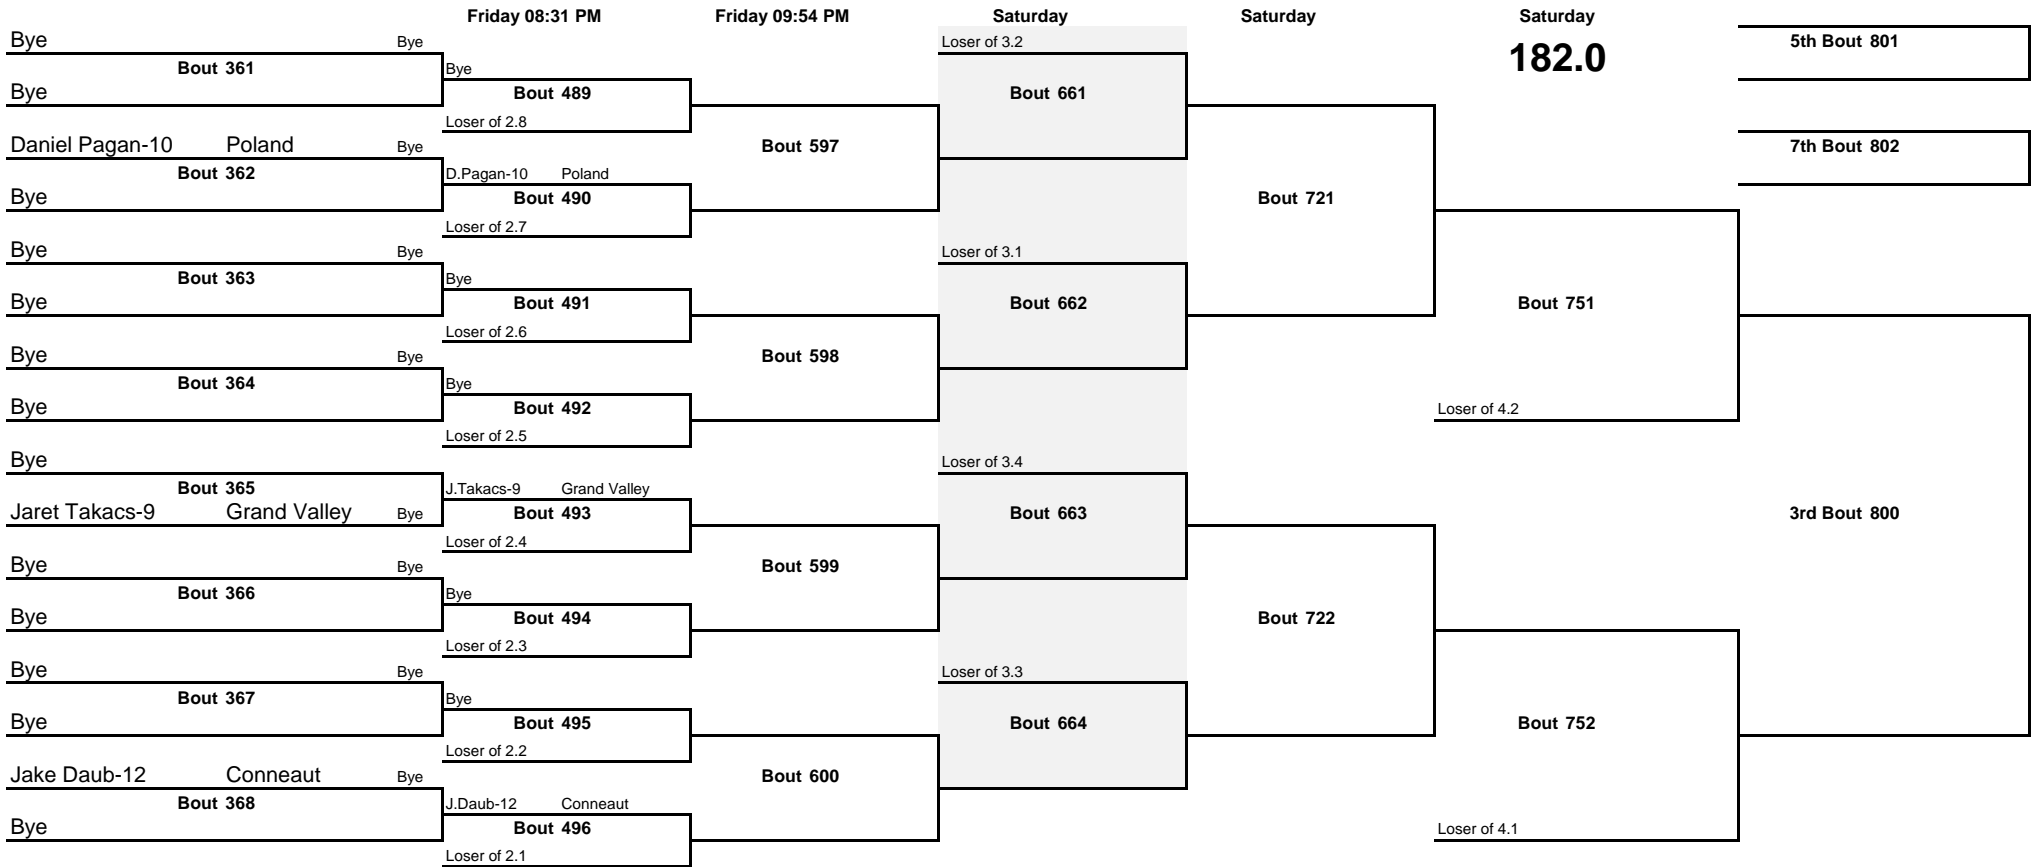 Friday 08:31 PM Friday 09:54 PM Saturday Saturday Saturday
Bye Bye Loser of 3.2 5th Bout 801
182.0
Bout 361 Bye
Bye Bout 489 Bout 661
Loser of 2.8
Daniel Pagan-10 Poland Bye Bout 597 7th Bout 802
Bout 362 D.Pagan-10 Poland
Bye Bout 490 Bout 721
Loser of 2.7
Bye Bye Loser of 3.1
Bout 363 Bye
Bye Bout 491 Bout 662 Bout 751
Loser of 2.6
Bye Bye Bout 598
Bout 364 Bye
Bye Bout 492 Loser of 4.2
Loser of 2.5
Bye Loser of 3.4
Bout 365 J.Takacs-9 Grand Valley
Jaret Takacs-9 Grand Valley Bye Bout 493 Bout 663 3rd Bout 800
Loser of 2.4
Bye Bye Bout 599
Bout 366 Bye
Bye Bout 494 Bout 722
Loser of 2.3
Bye Bye Loser of 3.3
Bout 367 Bye
Bye Bout 495 Bout 664 Bout 752
Loser of 2.2
Jake Daub-12 Conneaut Bye Bout 600
Bout 368 J.Daub-12 Conneaut
Bye Bout 496 Loser of 4.1
Loser of 2.1